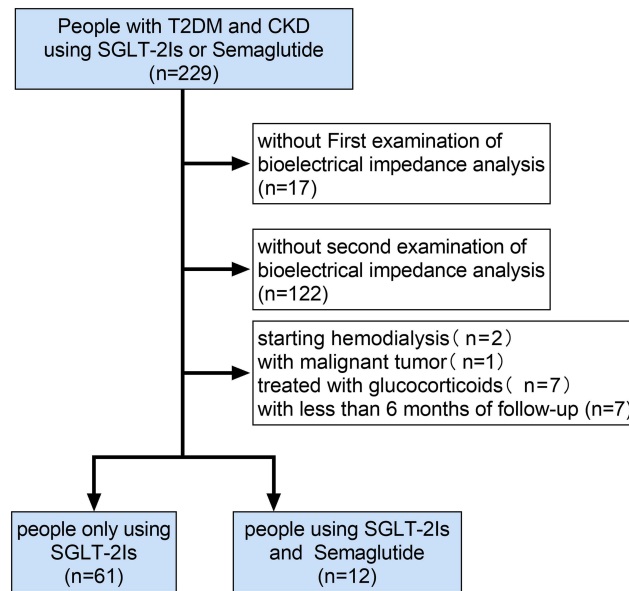 People with T2DM and CKD
using SGLT-2Is or Semaglutide
(n=229)
without First examination of
bioelectrical impedance analysis
(n=17)
without second examination of
bioelectrical impedance analysis
(n=122)
starting hemodialysis( n=2)
with malignant tumor( n=1)
treated with glucocorticoids( n=7)
with less than 6 months of follow-up (n=7)
people only using
SGLT-2Is
(n=61)
people using SGLT-2Is
and Semaglutide
(n=12)